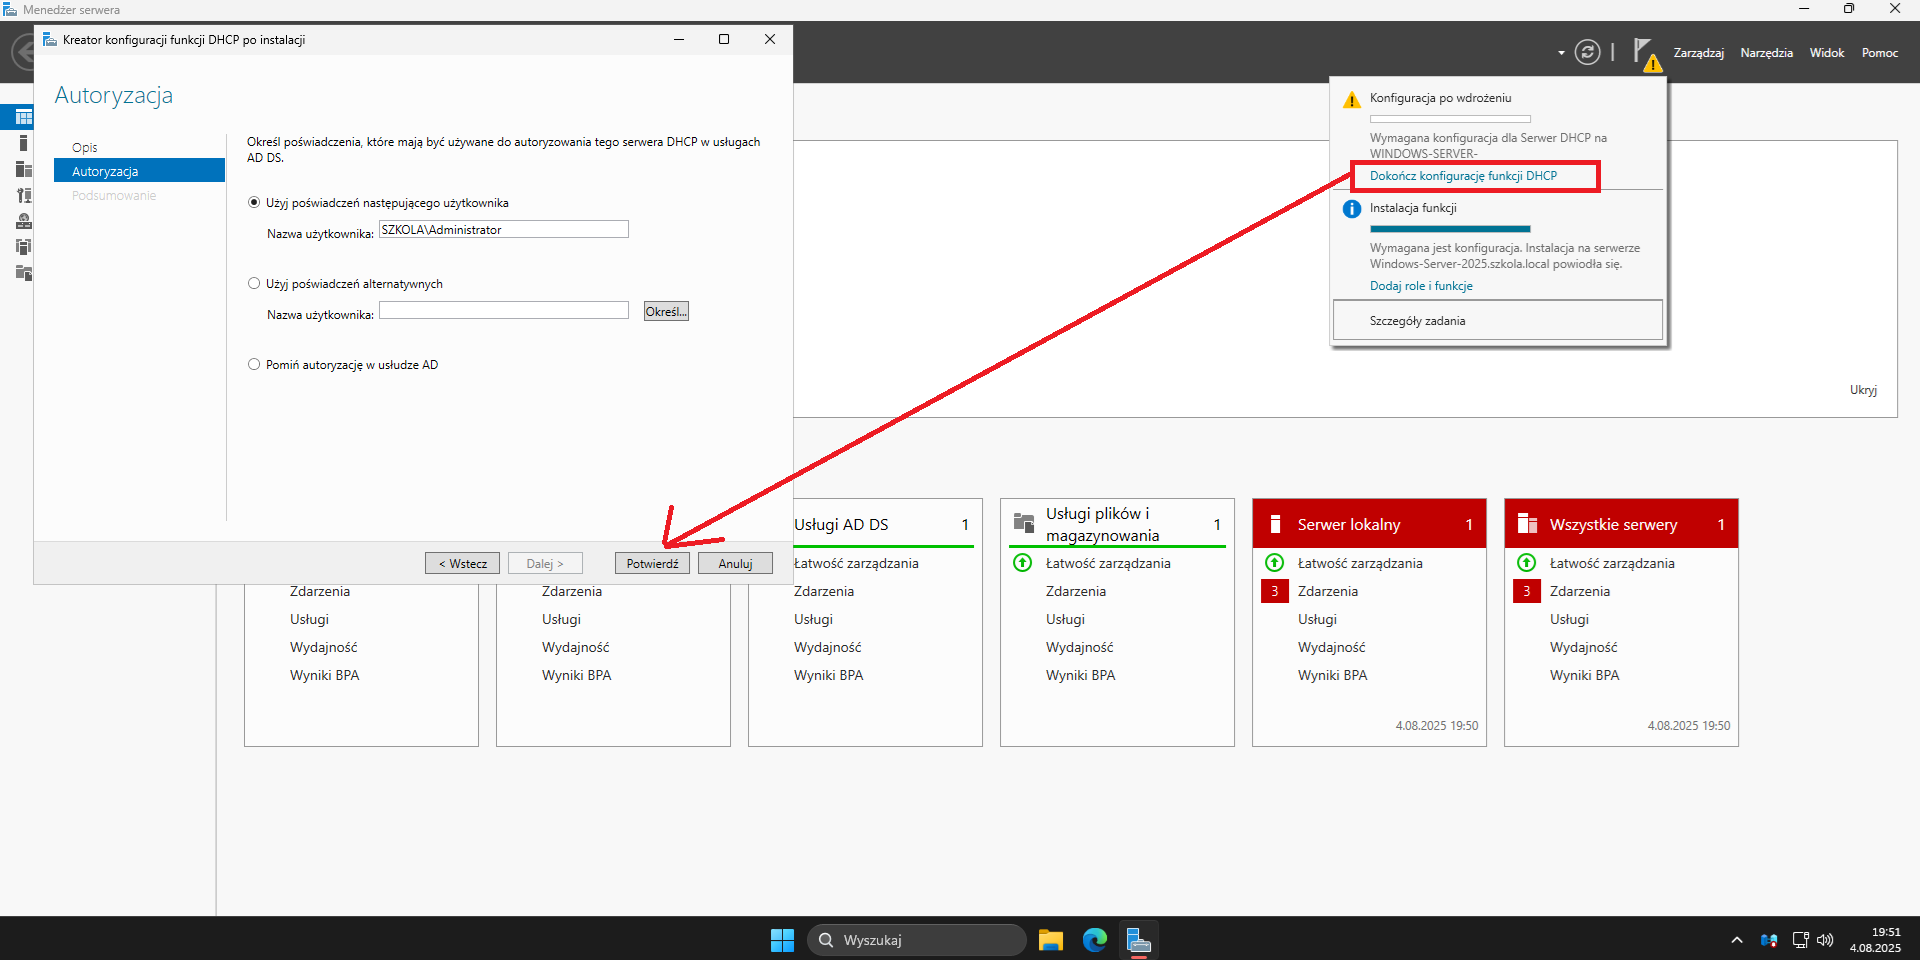 Menedżer serwera
Zarządzaj Narzędzia Widok Pomoc
Kreator konfiguracji funkcji DHCP po instalacji
Autoryzacja
Opis
Autoryzacja
Podsumowanie
Określ poświadczenia, które mają być używane do autoryzowania tego serwera DHCP w usługach
AD DS.
Użyj poświadczeń następującego użytkownika
Nazwa użytkownika: SZKOLA\Administrator
Użyj poświadczeń alternatywnych
Nazwa użytkownika: Określ...
Pomiń autoryzację w usłudze AD
< Wstecz Dalej > Potwierdź Anuluj
Konfiguracja po wdrożeniu
Wymagana konfiguracja dla Serwer DHCP na
WINDOWS-SERVER-
Dokończ konfigurację funkcji DHCP
Instalacja funkcji
Wymagana jest konfiguracja. Instalacja na serwerze
Windows-Server-2025.szkola.local powiodła się.
Dodaj role i funkcje
Szczegóły zadania
Ukryj
Zdarzenia
Usługi
Wydajność
Wyniki BPA
Zdarzenia
Usługi
Wydajność
Wyniki BPA
Usługi AD DS 1
Łatwość zarządzania
Zdarzenia
Usługi
Wydajność
Wyniki BPA
Usługi plików i
magazynowania 1
Łatwość zarządzania
Zdarzenia
Usługi
Wydajność
Wyniki BPA
Serwer lokalny 1
Łatwość zarządzania
3 Zdarzenia
Usługi
Wydajność
Wyniki BPA
4.08.2025 19:50
Wszystkie serwery 1
Łatwość zarządzania
3 Zdarzenia
Usługi
Wydajność
Wyniki BPA
4.08.2025 19:50
Wyszukaj
19:51
4.08.2025